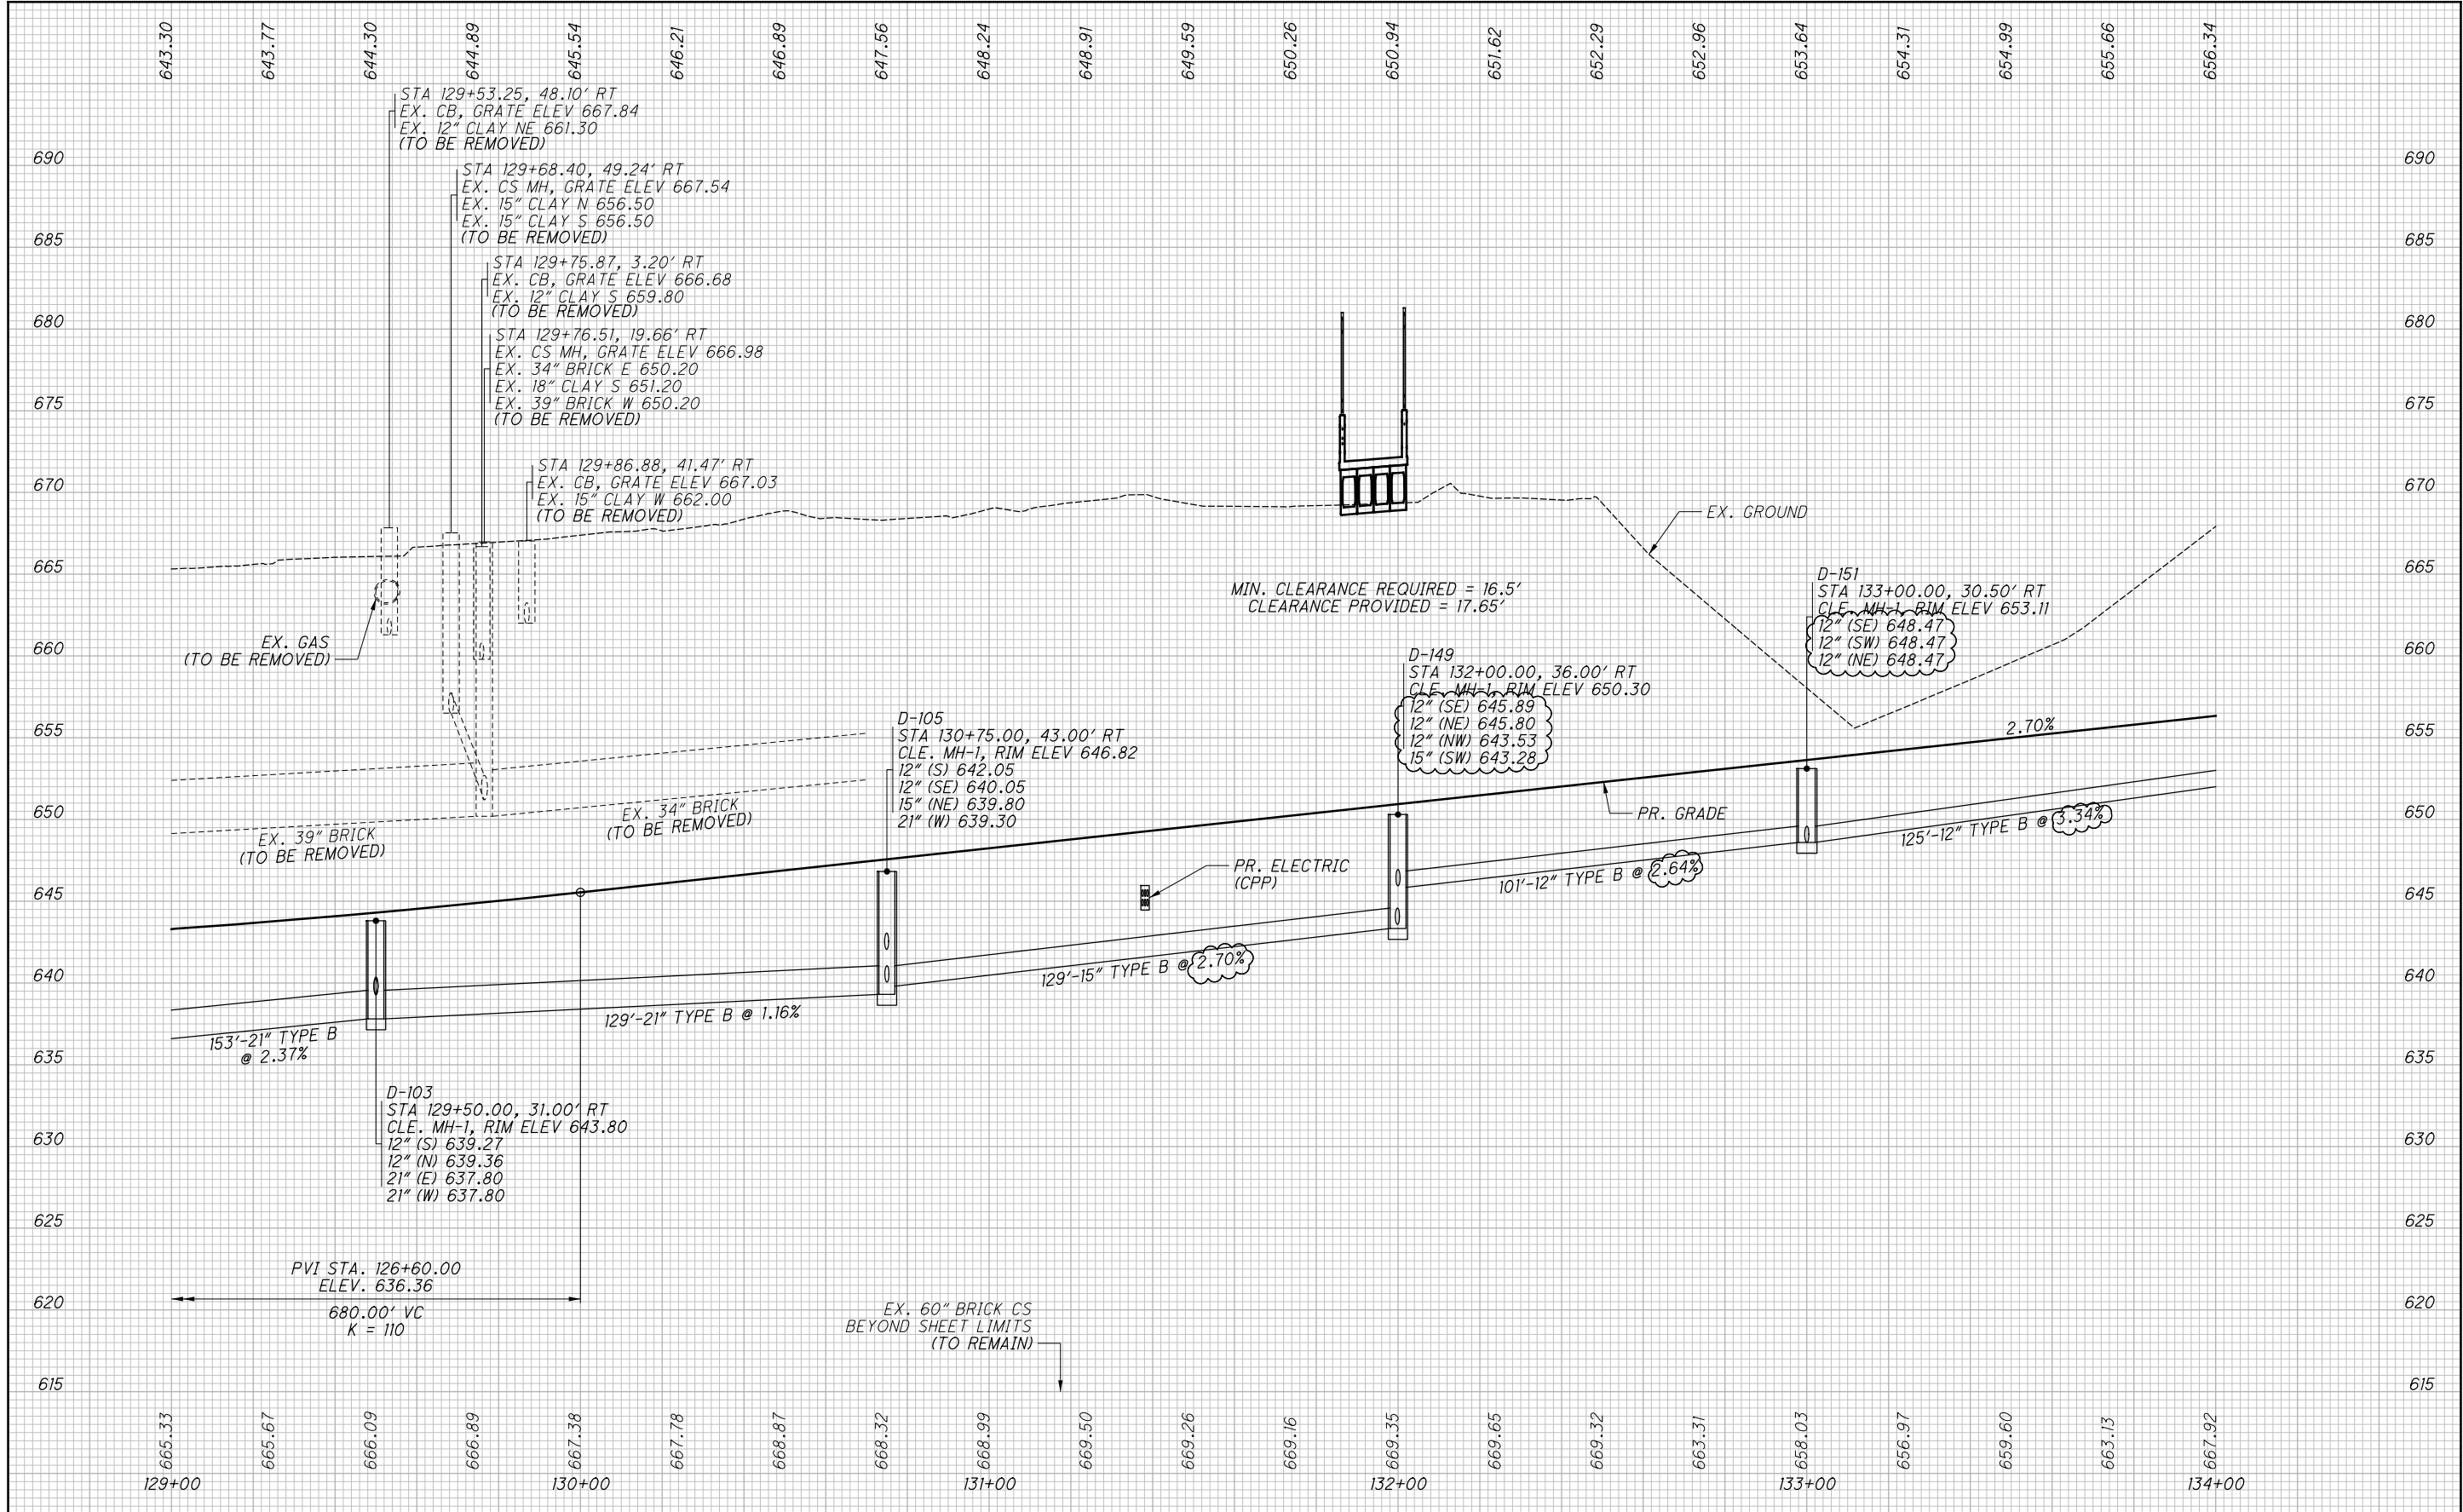 643.30
643.77
644.30
644.89
645.54
646.21
646.89
647.56
648.24
648.91
649.59
650.26
650.94
651.62
652.29
652.96
653.64
654.31
654.99
655.66
656.34
STA 129+53.25, 48.10' RT
EX. CB, GRATE ELEV 667.84
EX. 12" CLAY NE 661.30
(TO BE REMOVED)
STA 129+68.40, 49.24' RT
EX. CS MH, GRATE ELEV 667.54
EX. 15" CLAY N 656.50
EX. 15" CLAY S 656.50
(TO BE REMOVED)
STA 129+75.87, 3.20' RT
EX. CB, GRATE ELEV 666.68
EX. 12" CLAY S 659.80
(TO BE REMOVED)
STA 129+76.51, 19.66' RT
EX. CS MH, GRATE ELEV 666.98
EX. 34" BRICK E 650.20
EX. 18" CLAY S 651.20
EX. 39" BRICK W 650.20
(TO BE REMOVED)
STA 129+86.88, 41.47' RT
EX. CB, GRATE ELEV 667.03
EX. 15" CLAY W 662.00
(TO BE REMOVED)
690
685
680
675
670
665
660
655
650
645
640
635
630
625
620
615
690
685
680
675
670
665
660
655
650
645
640
635
630
625
620
615
EX. GROUND
MIN. CLEARANCE REQUIRED = 16.5'
CLEARANCE PROVIDED = 17.65'
EX. GAS
(TO BE REMOVED)
D-151
STA 133+00.00, 30.50' RT
CLE. MH-1, RIM ELEV 653.11
12" (SE) 648.47
12" (SW) 648.47
12" (NE) 648.47
D-149
STA 132+00.00, 36.00' RT
CLE. MH-1, RIM ELEV 650.30
12" (SE) 645.89
12" (NE) 645.80
12" (NW) 643.53
15" (SW) 643.28
D-105
STA 130+75.00, 43.00' RT
CLE. MH-1, RIM ELEV 646.82
12" (S) 642.05
12" (SE) 640.05
15" (NE) 639.80
21" (W) 639.30
2.70%
EX. 39" BRICK
(TO BE REMOVED)
EX. 34" BRICK
(TO BE REMOVED)
PR. GRADE
PR. ELECTRIC
(CPP)
125'-12" TYPE B @ 3.34%
101'-12" TYPE B @ 2.64%
129'-15" TYPE B @ 2.70%
129'-21" TYPE B @ 1.16%
153'-21" TYPE B
@ 2.37%
D-103
STA 129+50.00, 31.00' RT
CLE. MH-1, RIM ELEV 643.80
12" (S) 639.27
12" (N) 639.36
21" (E) 637.80
21" (W) 637.80
PVI STA. 126+60.00
ELEV. 636.36
680.00' VC
K = 110
EX. 60" BRICK CS
BEYOND SHEET LIMITS
(TO REMAIN)
665.33
665.67
666.09
666.89
667.38
667.78
668.87
668.32
668.99
669.50
669.26
669.16
669.35
669.65
669.32
663.31
658.03
656.97
659.60
663.13
667.92
129+00
130+00
131+00
132+00
133+00
134+00